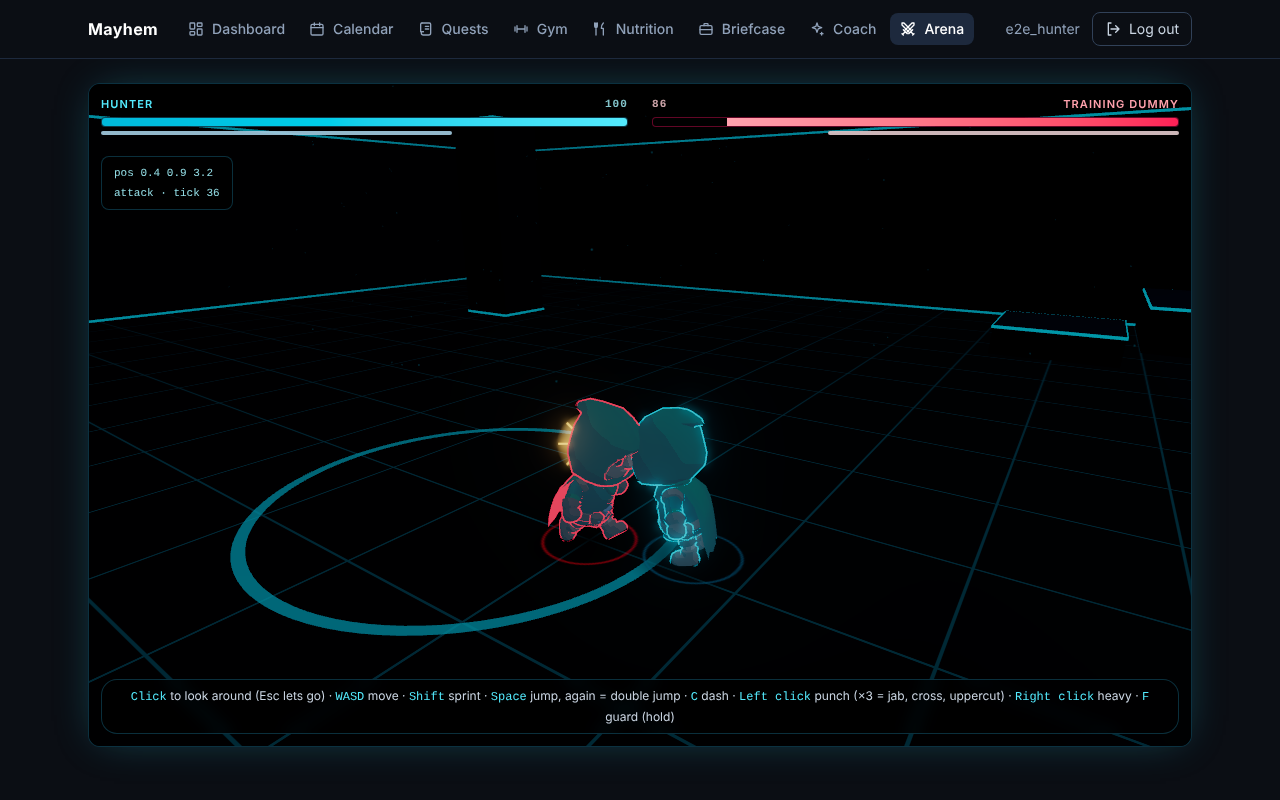 Mayhem Dashboard Calendar Quests Gym Nutrition Briefcase Coach Arena e2e_hunter Log out
HUNTER 100 86 TRAINING DUMMY
pos 0.4 0.9 3.2
attack · tick 36
Click to look around (Esc lets go) · WASD move · Shift sprint · Space jump, again = double jump · C dash · Left click punch (×3 = jab, cross, uppercut) · Right click heavy · F
guard (hold)